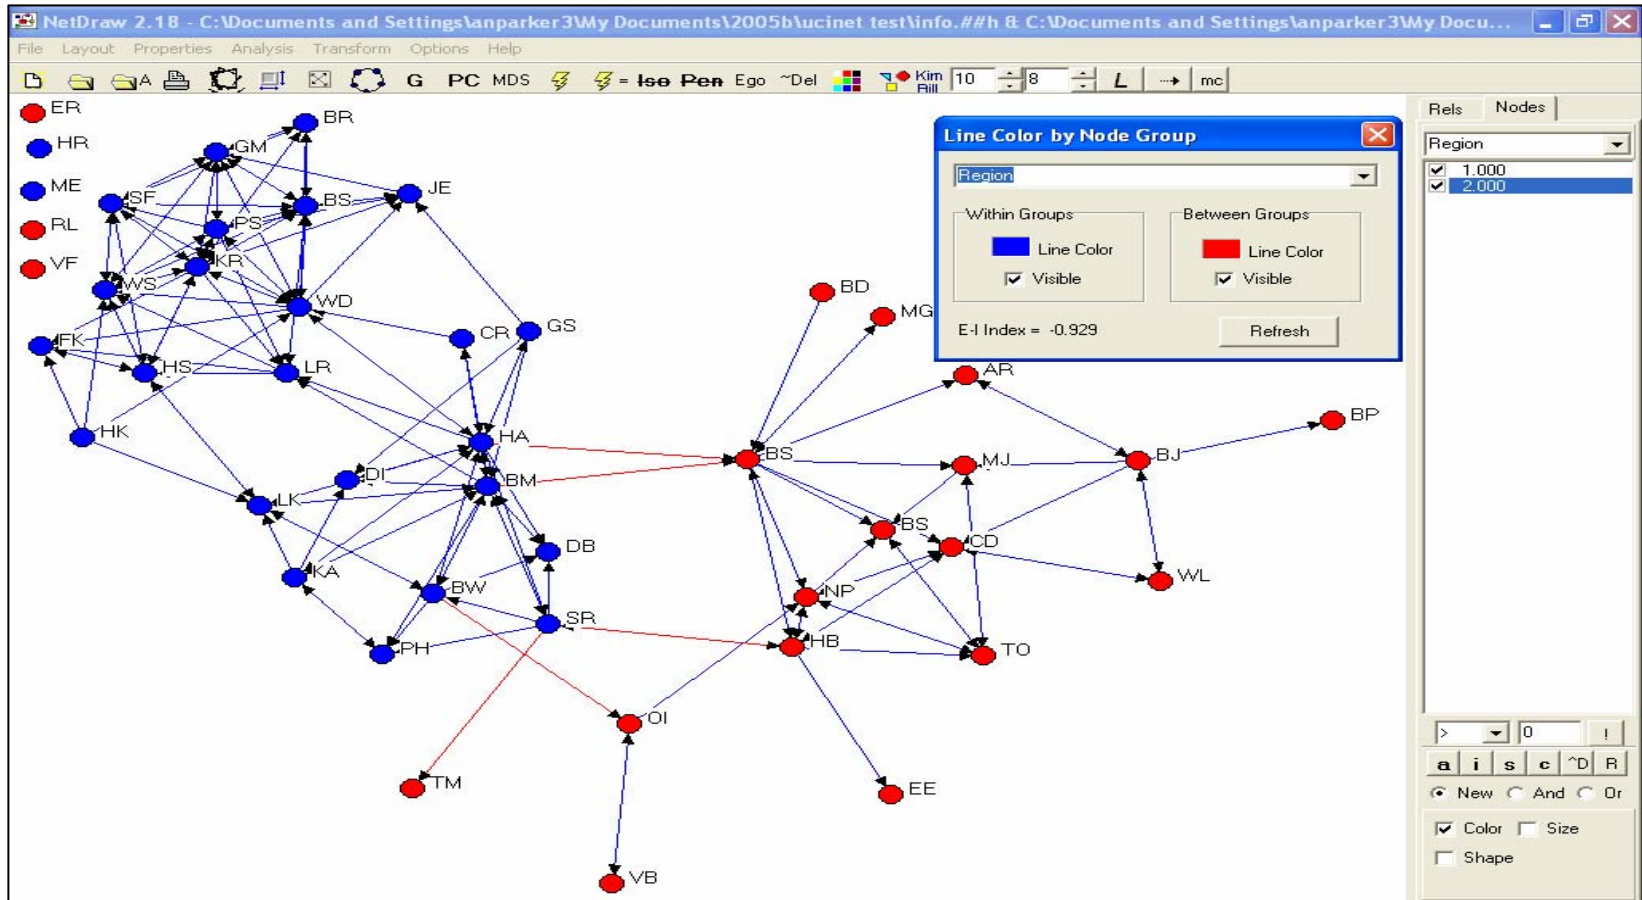 NetDraw 2.18 - C:\Documents and Settings\anparker3\My Documents\2005b\ucinet test\info.##h & C:\Documents and Settings\anparker3\My Docu...
File Layout Properties Analysis Transform Options Help
A G PC MDS = Iso Pen Ego ~Del Kim Rill 10 8 L mc
Rels Nodes
Region
1.000
2.000
Line Color by Node Group
Region
Within Groups Between Groups
Line Color Line Color
Visible Visible
E-I Index = -0.929 Refresh
ER
HR
ME
RL
VF
BR
GM
JE
SF
BS
PS
KR
WS
WD
BD
MG
CR
GS
FK
HS
LR
AR
BP
HK
HA
BS
MJ
BJ
DI
BM
LK
BS
DB
CD
KA
BW
NP
WL
SR
PH
HB
TO
OI
TM
EE
VB
> 0 !
a i s c ^D R
New And Or
Color Size
Shape